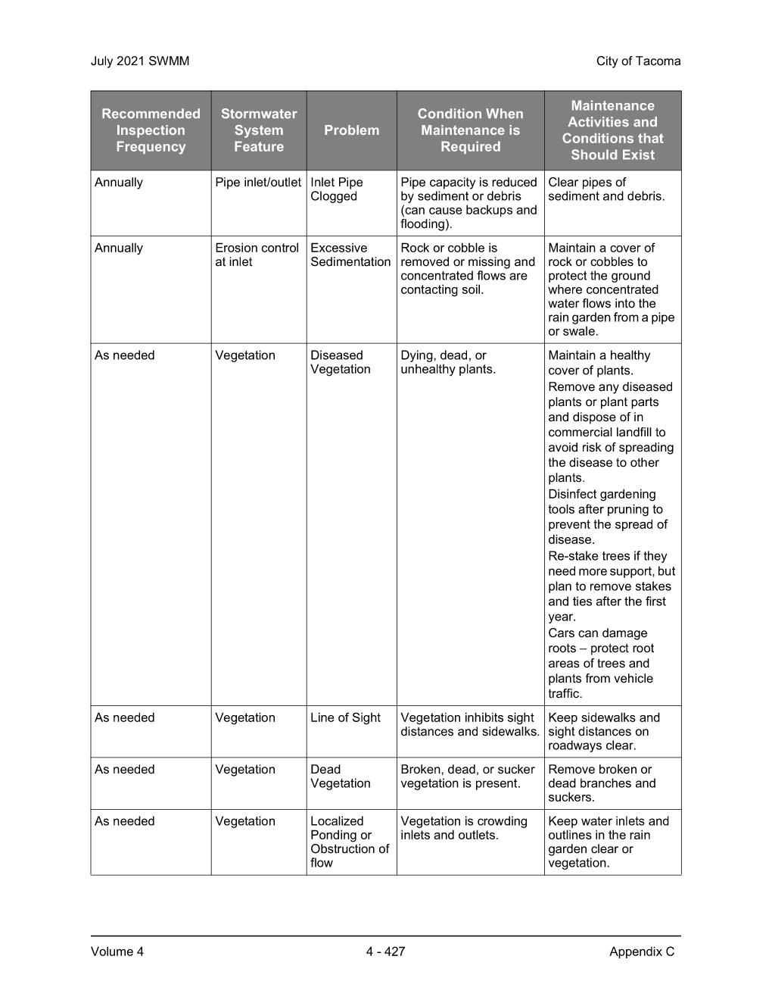 July 2021 SWMM
City of Tacoma
Recommended
Inspection
Frequency
Stormwater
System
Feature
Problem
Condition When
Maintenance is
Required
Maintenance
Activities and
Conditions that
Should Exist
Annually
Pipe inlet/outlet
Inlet Pipe
Clogged
Pipe capacity is reduced
by sediment or debris
(can cause backups and
flooding).
Clear pipes of
sediment and debris.
Annually
Erosion control
at inlet
Excessive
Sedimentation
Rock or cobble is
removed or missing and
concentrated flows are
contacting soil.
Maintain a cover of
rock or cobbles to
protect the ground
where concentrated
water flows into the
rain garden from a pipe
or swale.
As needed
Vegetation
Diseased
Vegetation
Dying, dead, or
unhealthy plants.
Maintain a healthy
cover of plants.
Remove any diseased
plants or plant parts
and dispose of in
commercial landfill to
avoid risk of spreading
the disease to other
plants.
Disinfect gardening
tools after pruning to
prevent the spread of
disease.
Re-stake trees if they
need more support, but
plan to remove stakes
and ties after the first
year.
Cars can damage
roots – protect root
areas of trees and
plants from vehicle
traffic.
As needed
Vegetation
Line of Sight
Vegetation inhibits sight
distances and sidewalks.
Keep sidewalks and
sight distances on
roadways clear.
As needed
Vegetation
Dead
Vegetation
Broken, dead, or sucker
vegetation is present.
Remove broken or
dead branches and
suckers.
As needed
Vegetation
Localized
Ponding or
Obstruction of
flow
Vegetation is crowding
inlets and outlets.
Keep water inlets and
outlines in the rain
garden clear or
vegetation.
Volume 4
4 - 427
Appendix C